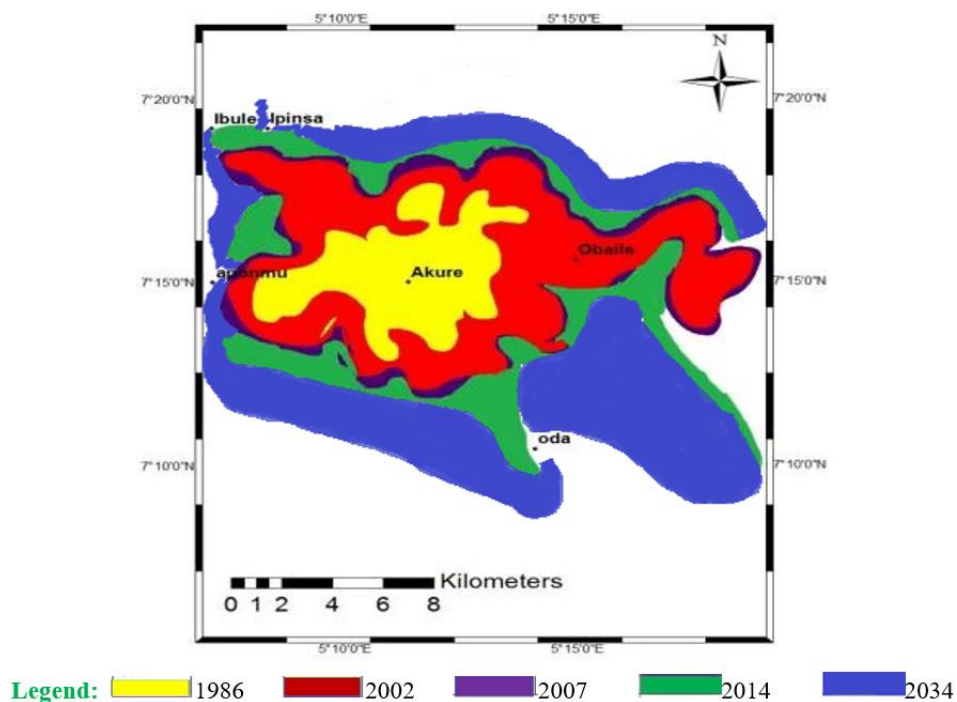 5°10'0"E 5°15'0"E
N
7°20'0"N 7°20'0"N
Ibule Ipinsa
Obaile
aponmu Akure
7°15'0"N 7°15'0"N
oda
7°10'0"N 7°10'0"N
Kilometers
0 1 2 4 6 8
5°10'0"E 5°15'0"E
Legend: 1986 2002 2007 2014 2034